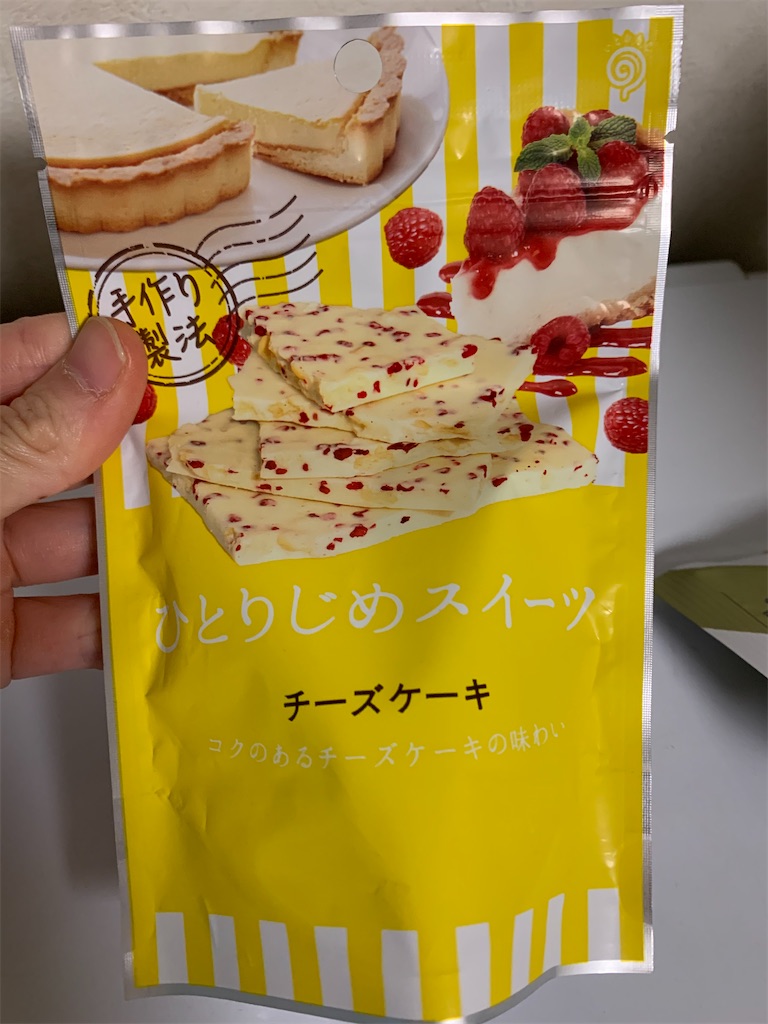 手作り
製法
ひとりじめスイーツ
チーズケーキ
コクのあるチーズケーキの味わい